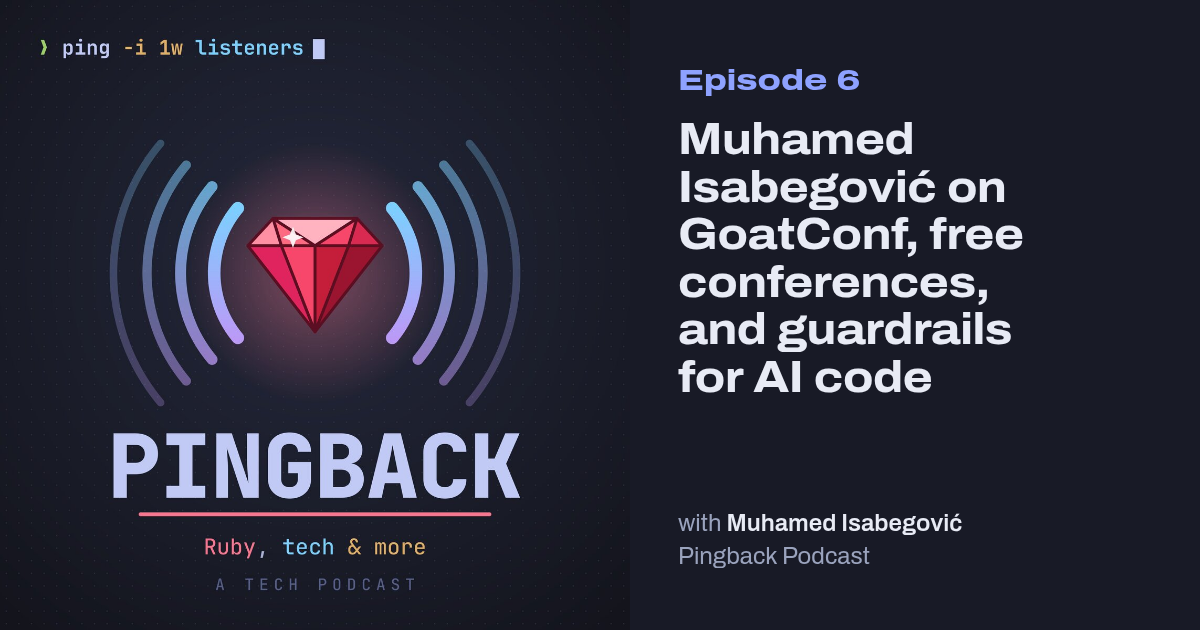 ❯ ping -i 1w listeners
PINGBACK
Ruby, tech & more
A TECH PODCAST
Episode 6
Muhamed
Isabegović on
GoatConf, free
conferences,
and guardrails
for AI code
with Muhamed Isabegović
Pingback Podcast